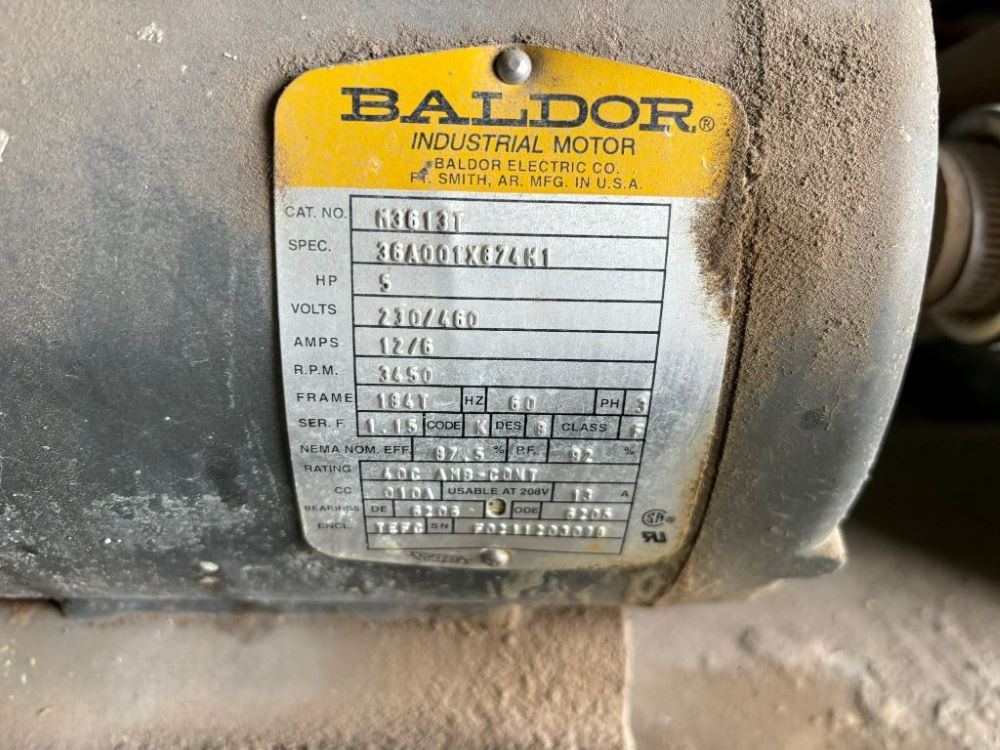 BALDOR®
INDUSTRIAL MOTOR
BALDOR ELECTRIC CO.
FT. SMITH, AR. MFG. IN U.S.A.
CAT. NO. M3613T
SPEC. 36A001X874H1
HP 5
VOLTS 230/460
AMPS 12/6
R.P.M. 3450
FRAME 184T HZ 60 PH 3
SER. F. 1.15 CODE K DES B CLASS F
NEMA NOM. EFF. 87.5 % P.F. 92 %
RATING 40C AMB-CONT
CC 010A USABLE AT 208V 13 A
BEARINGS DE 6206 ODE 6205
ENCL. TEFC SN